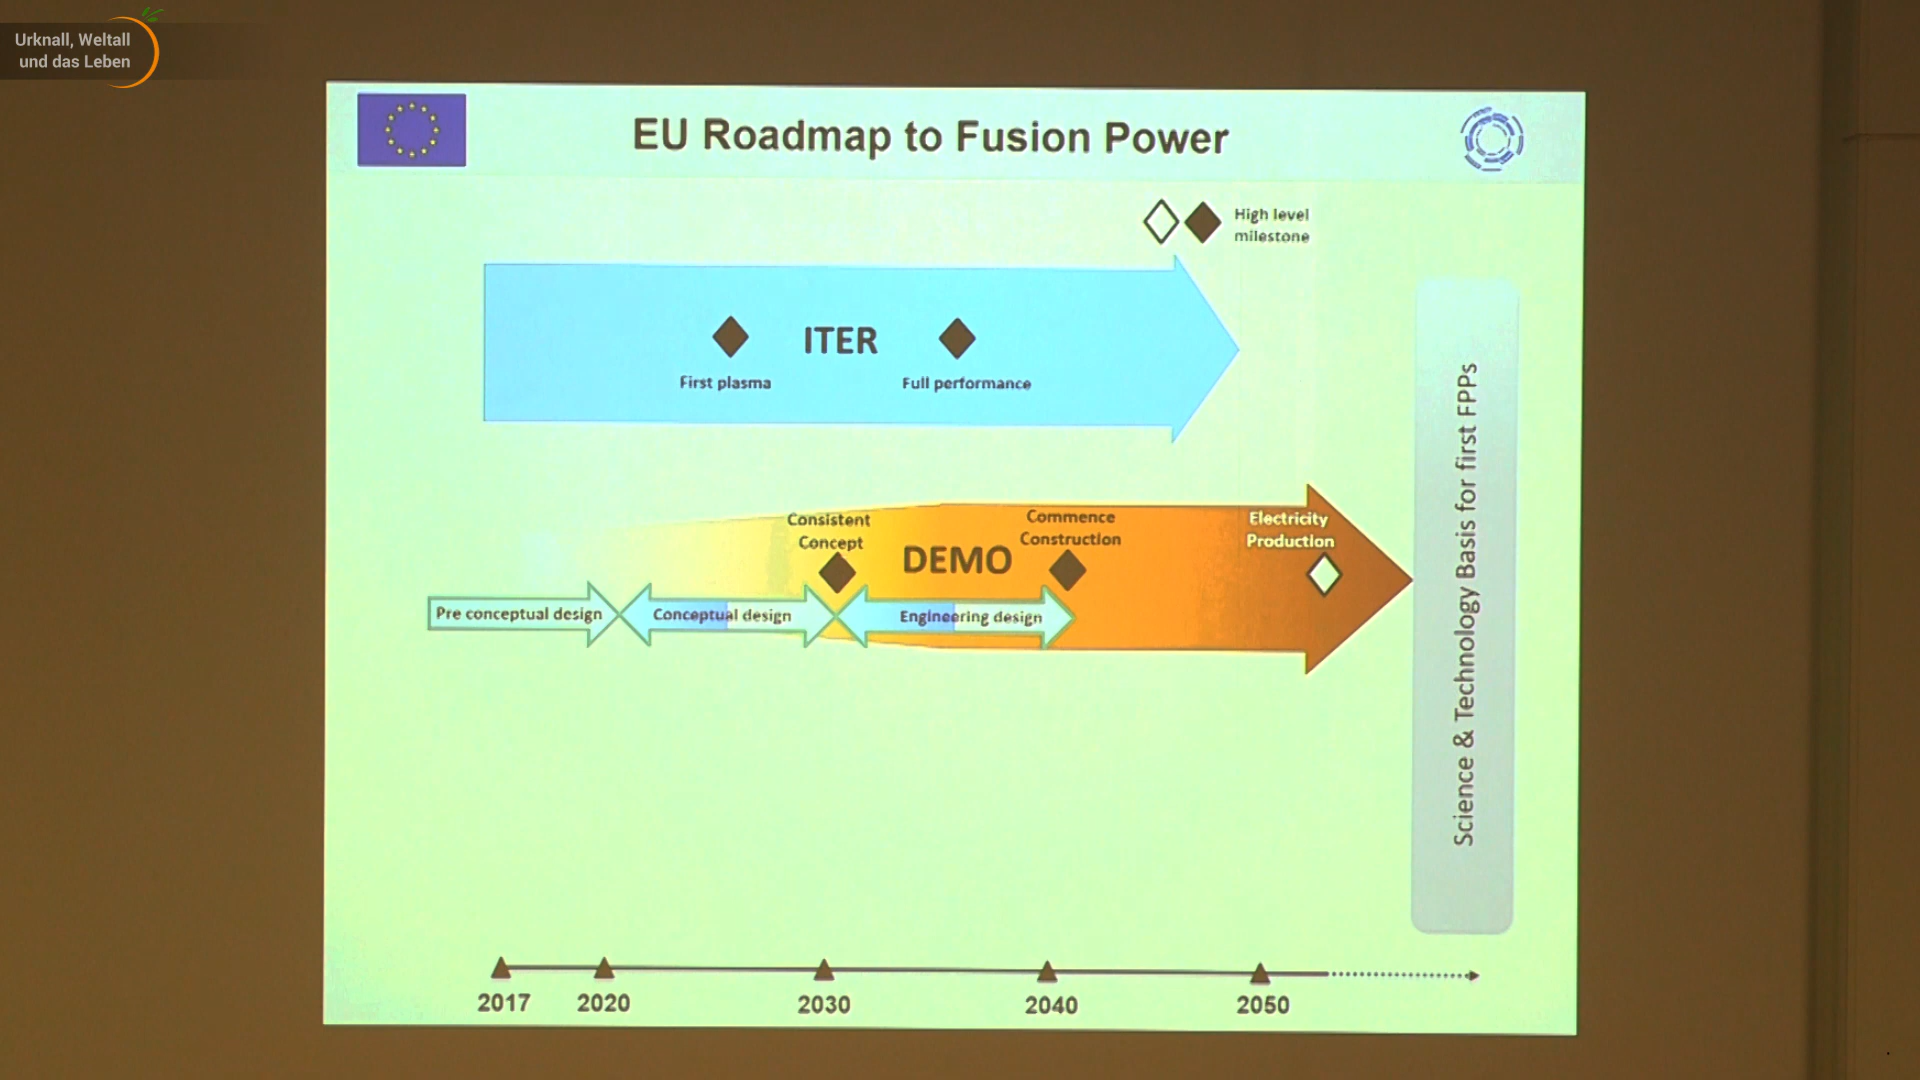 Urknall, Weltall
und das Leben
EU Roadmap to Fusion Power
High level
milestone
ITER
First plasma
Full performance
Consistent
Concept
DEMO
Commence
Construction
Electricity
Production
Pre conceptual design
Conceptual design
Engineering design
Science & Technology Basis for first FPPs
2017
2020
2030
2040
2050